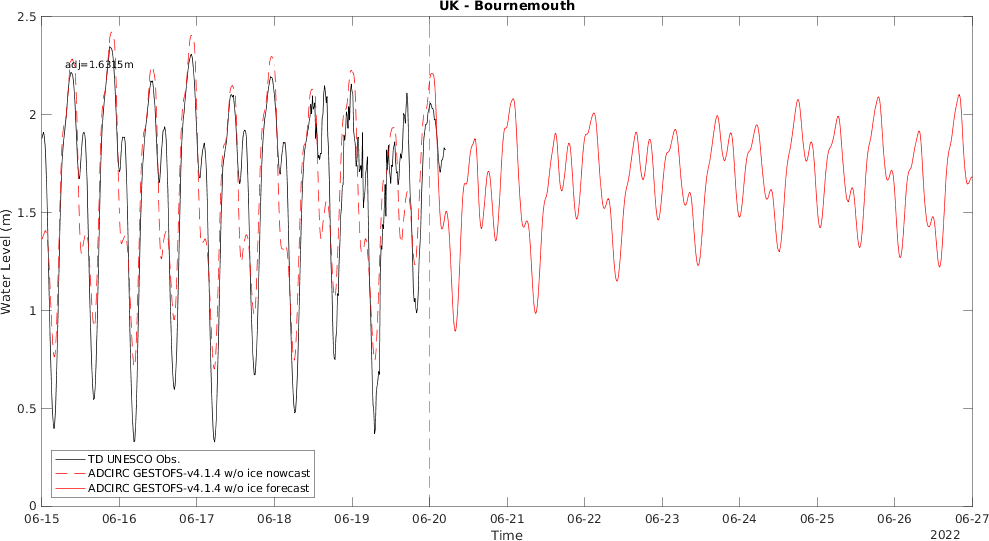 UK - Bournemouth
2.5
2
1.5
1
0.5
0
Water Level (m)
adj=1.6315m
TD UNESCO Obs.
ADCIRC GESTOFS-v4.1.4 w/o ice nowcast
ADCIRC GESTOFS-v4.1.4 w/o ice forecast
06-15 06-16 06-17 06-18 06-19 06-20 06-21 06-22 06-23 06-24 06-25 06-26 06-27
Time
2022